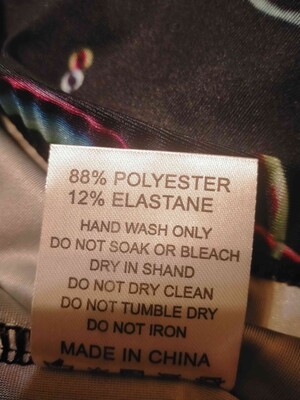 88% POLYESTER
12% ELASTANE
HAND WASH ONLY
DO NOT SOAK OR BLEACH
DRY IN SHAND
DO NOT DRY CLEAN
DO NOT TUMBLE DRY
DO NOT IRON
MADE IN CHINA